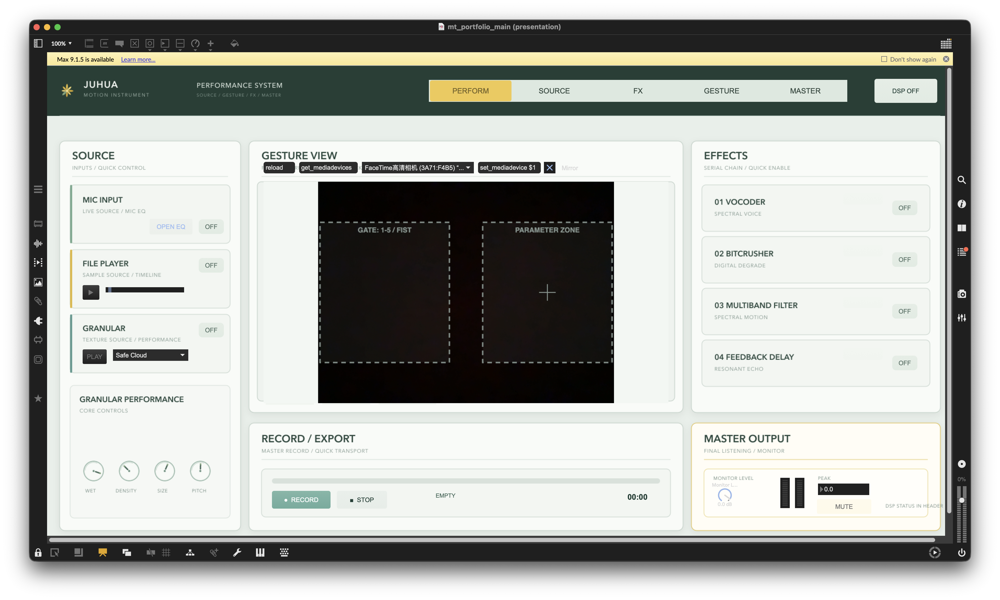 mt_portfolio_main (presentation)
100%
Max 9.1.5 is available Learn more... Don't show again
JUHUA
MOTION INSTRUMENT
PERFORMANCE SYSTEM
SOURCE / GESTURE / FX / MASTER
PERFORM SOURCE FX GESTURE MASTER
DSP OFF
SOURCE
INPUTS / QUICK CONTROL
MIC INPUT
LIVE SOURCE / MIC EQ
OPEN EQ OFF
FILE PLAYER
SAMPLE SOURCE / TIMELINE
OFF
GRANULAR
TEXTURE SOURCE / PERFORMANCE
OFF
PLAY Safe Cloud
GRANULAR PERFORMANCE
CORE CONTROLS
WET DENSITY SIZE PITCH
GESTURE VIEW
reload get_mediadevices FaceTime高清相机 (3A71:F4B5) “... set_mediadevice $1 Mirror
GATE: 1-5 / FIST
PARAMETER ZONE
RECORD / EXPORT
MASTER RECORD / QUICK TRANSPORT
RECORD STOP EMPTY 00:00
EFFECTS
SERIAL CHAIN / QUICK ENABLE
01 VOCODER
SPECTRAL VOICE
OFF
02 BITCRUSHER
DIGITAL DEGRADE
OFF
03 MULTIBAND FILTER
SPECTRAL MOTION
OFF
04 FEEDBACK DELAY
RESONANT ECHO
OFF
MASTER OUTPUT
FINAL LISTENING / MONITOR
MONITOR LEVEL
Monitor L...
0.0 dB
PEAK
0.0
MUTE
DSP STATUS IN HEADER
0%